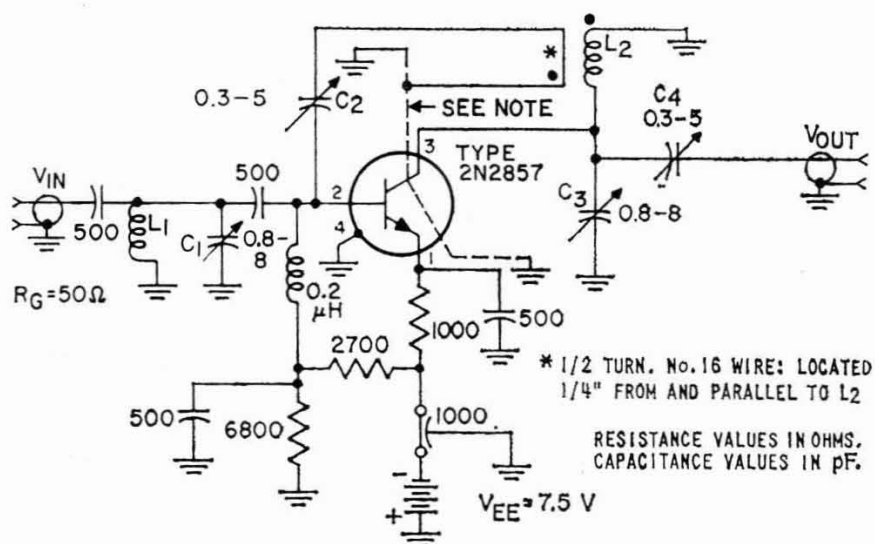 L2
*
C2
0.3-5
SEE NOTE
C4
0.3-5
VOUT
3
TYPE
2N2857
VIN
500
500
2
C3
0.8-8
L1
C1
0.8-
8
4
1
RG=50Ω
0.2
μH
1000
500
2700
* 1/2 TURN. No.16 WIRE: LOCATED
1/4" FROM AND PARALLEL TO L2
500
6800
1000
RESISTANCE VALUES IN OHMS.
CAPACITANCE VALUES IN pF.
-
+
VEE=7.5 V